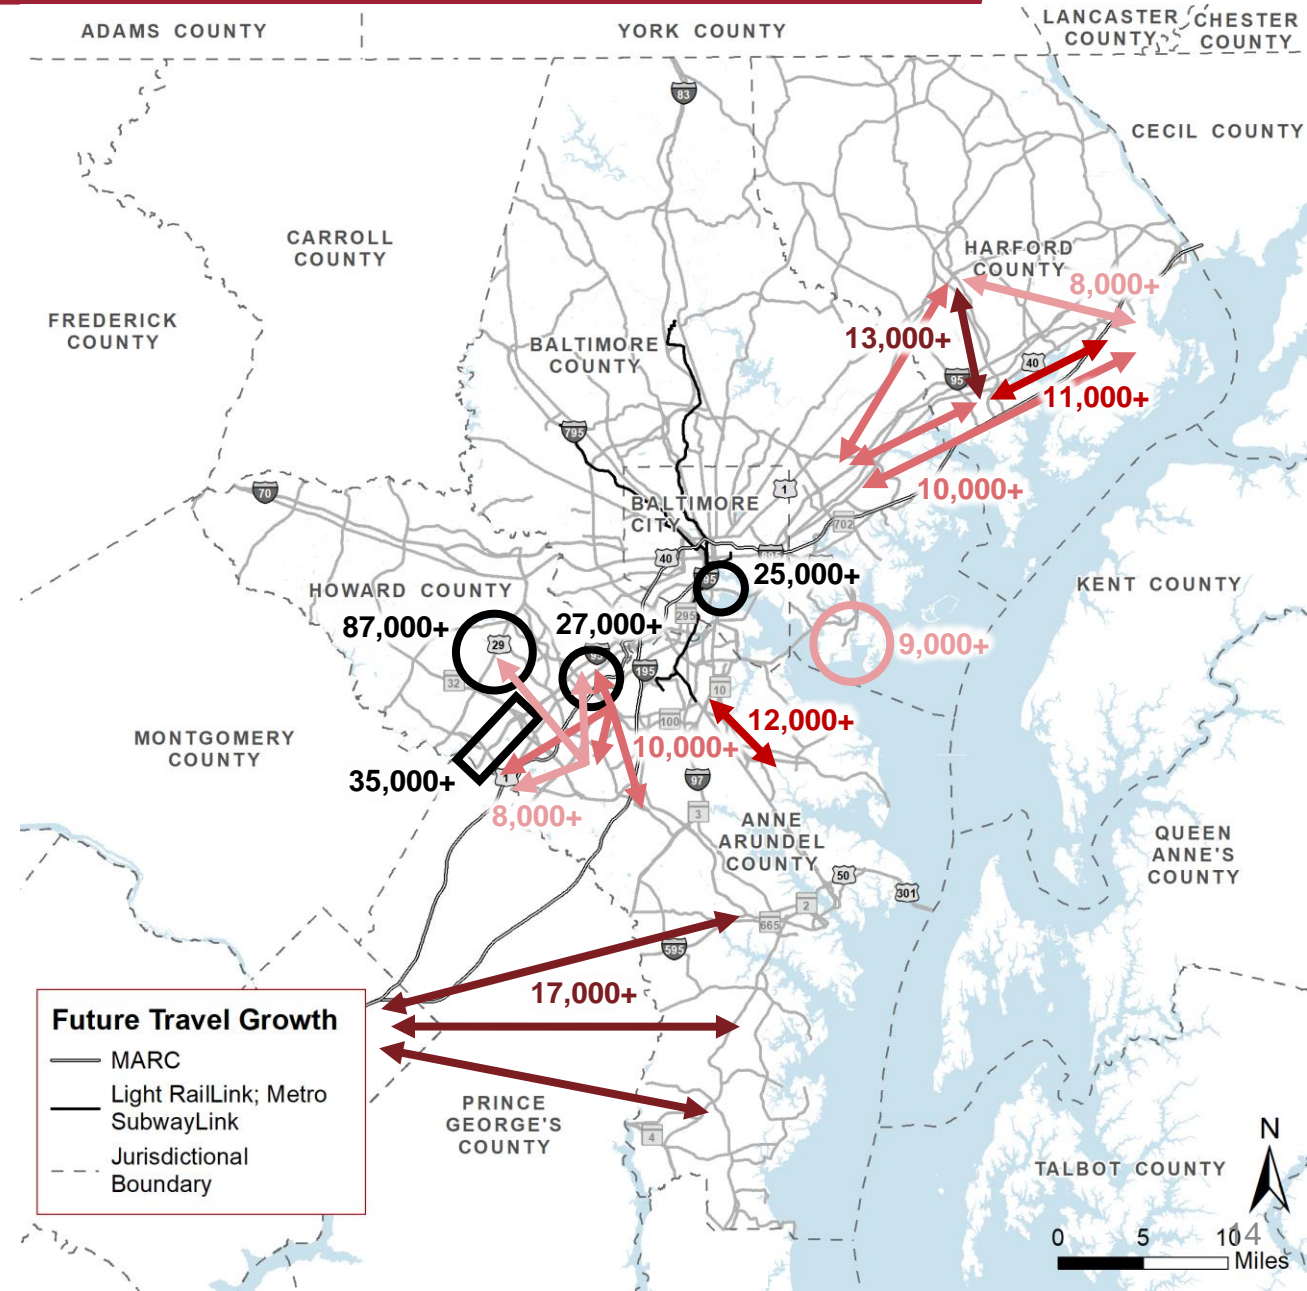 ADAMS COUNTY
YORK COUNTY
LANCASTER
COUNTY
CHESTER
COUNTY
83
CECIL COUNTY
CARROLL
COUNTY
HARFORD
COUNTY
8,000+
FREDERICK
COUNTY
BALTIMORE
COUNTY
13,000+
40
95
11,000+
795
70
1
10,000+
BALTIMORE
CITY
702
40
895
95
25,000+
HOWARD COUNTY
KENT COUNTY
87,000+
27,000+
295
29
95
9,000+
32
195
10
12,000+
100
10,000+
MONTGOMERY
COUNTY
35,000+
1
97
8,000+
3
ANNE
ARUNDEL
COUNTY
QUEEN
ANNE'S
COUNTY
50
301
2
665
595
17,000+
Future Travel Growth
MARC
Light RailLink; Metro
SubwayLink
Jurisdictional
Boundary
PRINCE
GEORGE'S
COUNTY
4
N
TALBOT COUNTY
0 5 10
14
Miles